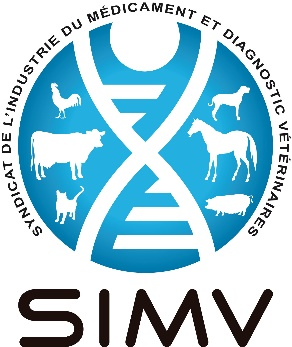 SYNDICAT DE L'INDUSTRIE DU MÉDICAMENT ET DIAGNOSTIC VÉTÉRINAIRES
SIMV